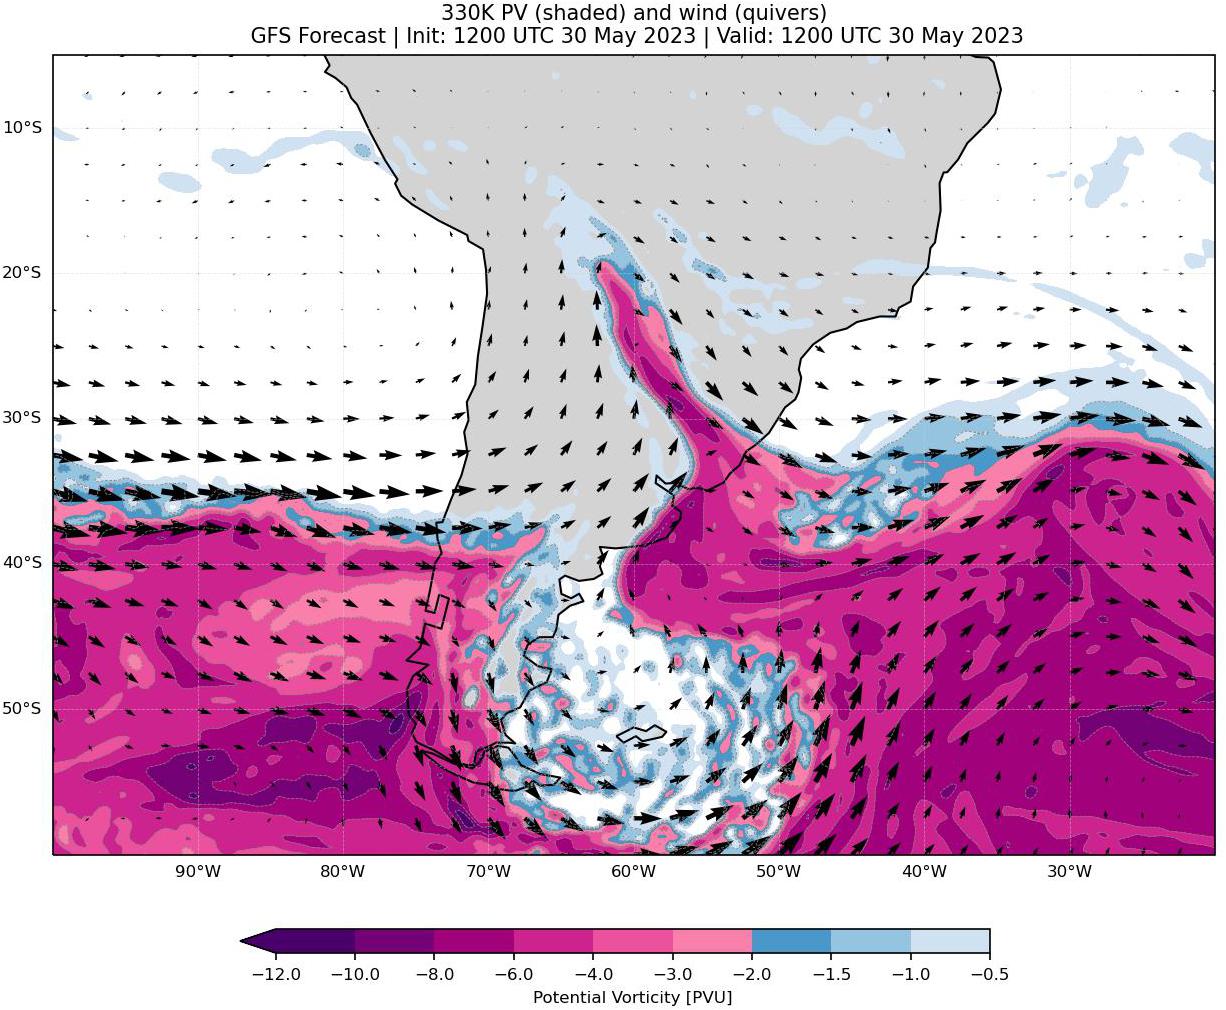 330K PV (shaded) and wind (quivers)
GFS Forecast | Init: 1200 UTC 30 May 2023 | Valid: 1200 UTC 30 May 2023
10°S
20°S
30°S
40°S
50°S
90°W 80°W 70°W 60°W 50°W 40°W 30°W
−12.0 −10.0 −8.0 −6.0 −4.0 −3.0 −2.0 −1.5 −1.0 −0.5
Potential Vorticity [PVU]